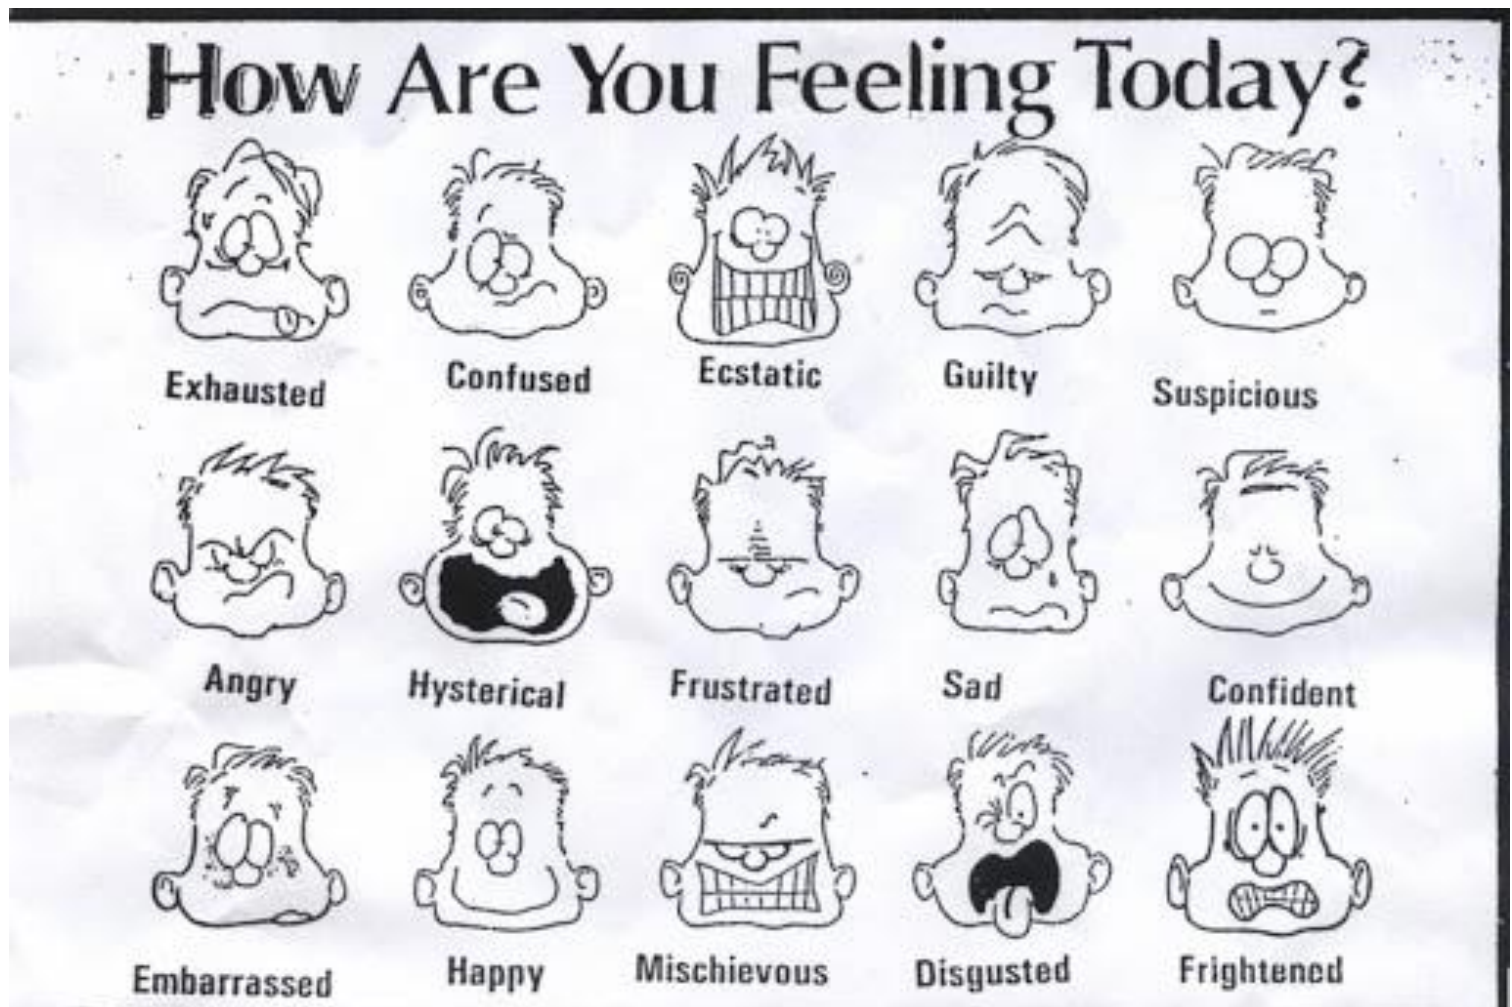 How Are You Feeling Today?
Exhausted Confused Ecstatic Guilty Suspicious
Angry Hysterical Frustrated Sad Confident
Embarrassed Happy Mischievous Disgusted Frightened